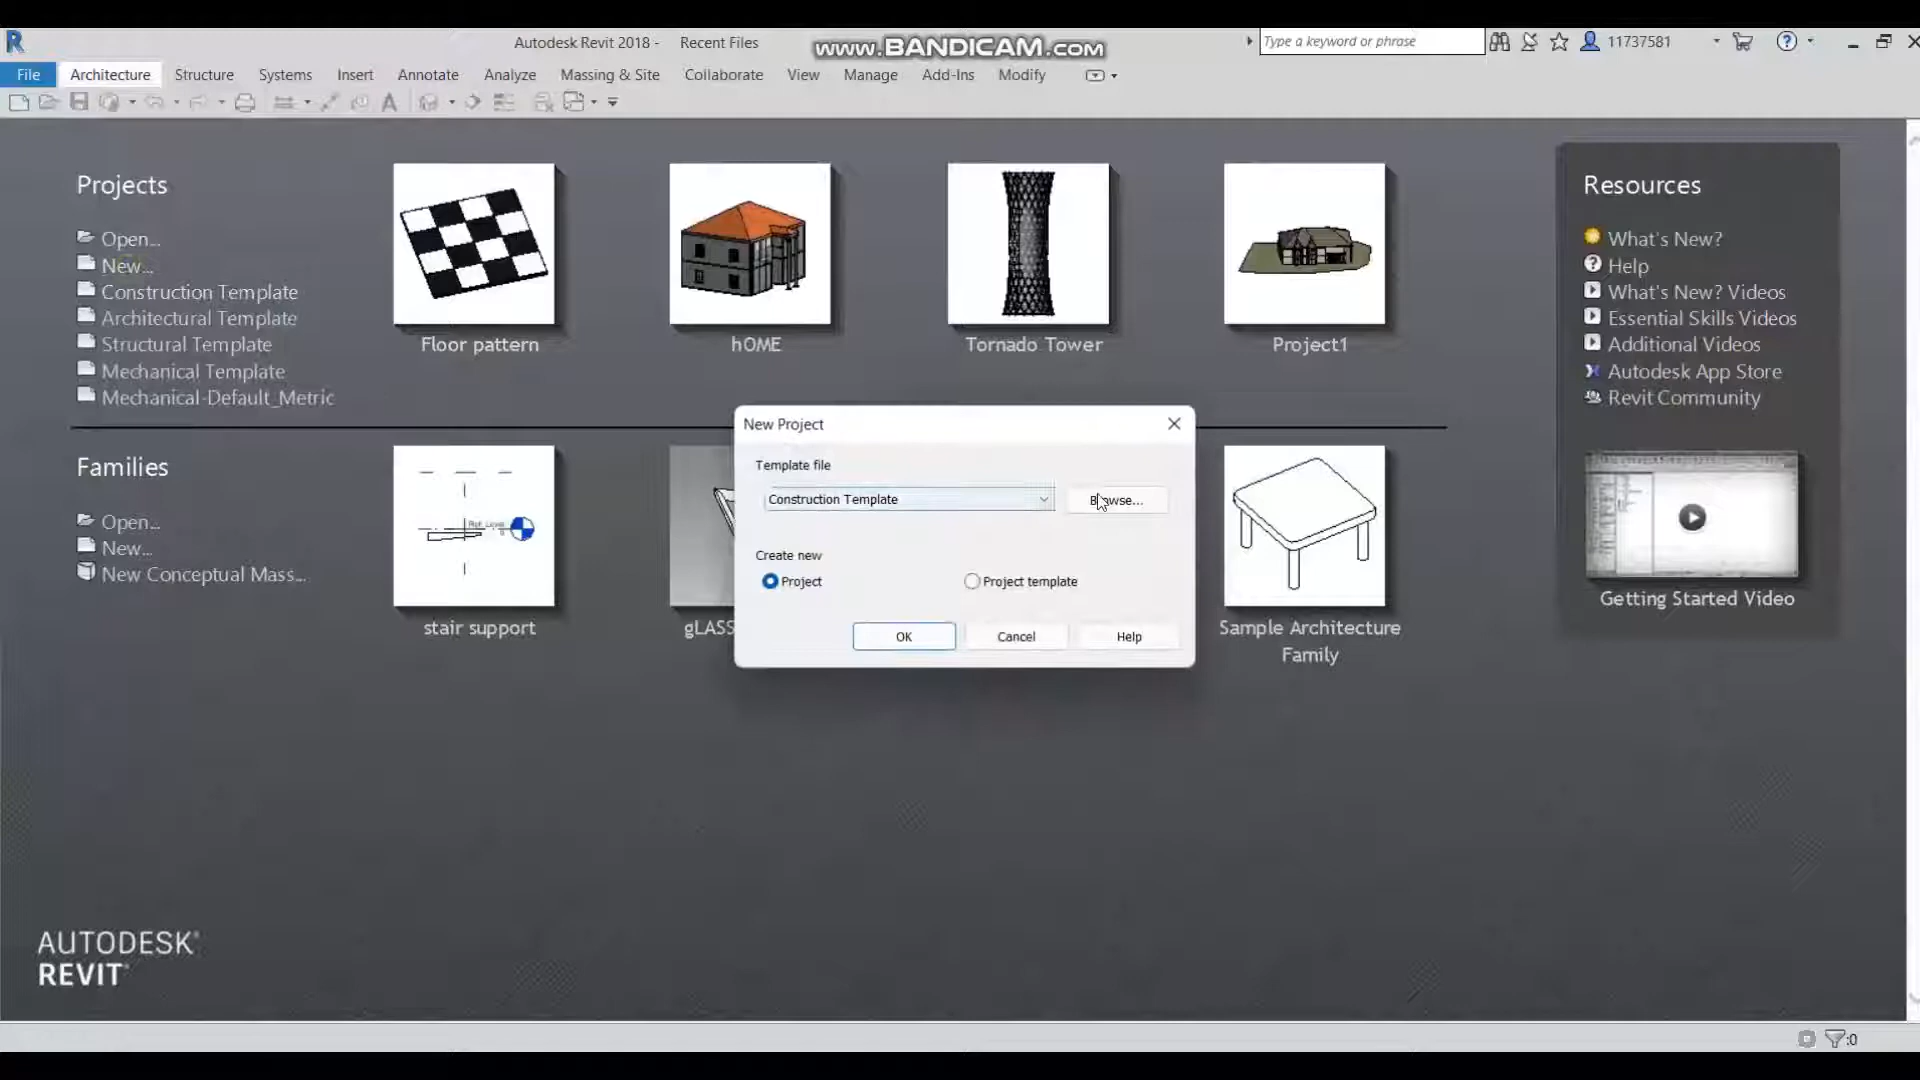 Autodesk Revit 2018 - Recent Files
www.BANDICAM.com
Type a keyword or phrase
11737581
File Architecture Structure Systems Insert Annotate Analyze Massing & Site Collaborate View Manage Add-Ins Modify
Projects
Open...
New...
Construction Template
Architectural Template
Structural Template
Mechanical Template
Mechanical-Default_Metric
Floor pattern
hOME
Tornado Tower
Project1
Resources
What's New?
Help
What's New? Videos
Essential Skills Videos
Additional Videos
Autodesk App Store
Revit Community
Getting Started Video
New Project
Template file
Construction Template
Browse...
Create new
Project
Project template
OK
Cancel
Help
Families
Open...
New...
New Conceptual Mass...
stair support
gLASS
Sample Architecture
Family
AUTODESK
REVIT
:0